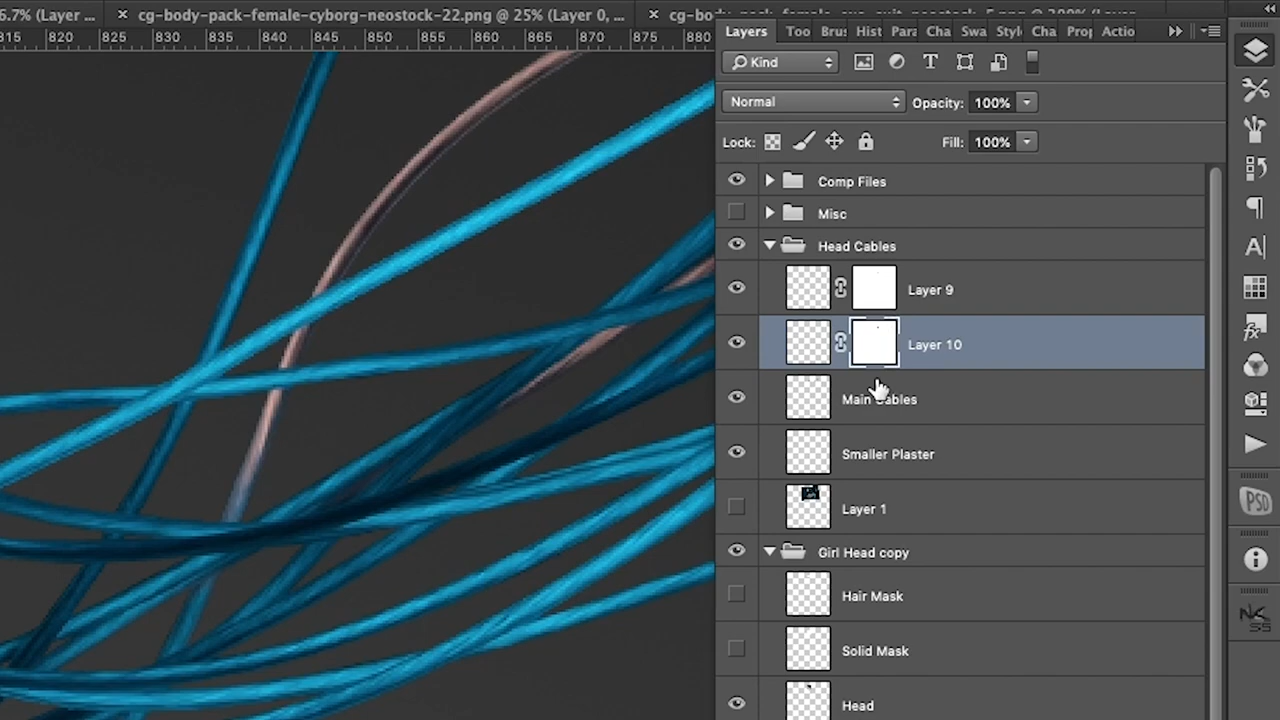 6.7% (Layer ...
cg-body-pack-female-cyborg-neostock-22.png @ 25% (Layer 0, ...
815 820 825 830 835 840 845 850 855 860 865 870 875 880
Layers Too Brus Hist Para Cha Swa Style Cha Prop Actio
Kind
Normal Opacity: 100%
Lock: Fill: 100%
Comp Files
Misc
Head Cables
Layer 9
Layer 10
Main Cables
Smaller Plaster
Layer 1
Girl Head copy
Hair Mask
Solid Mask
Head